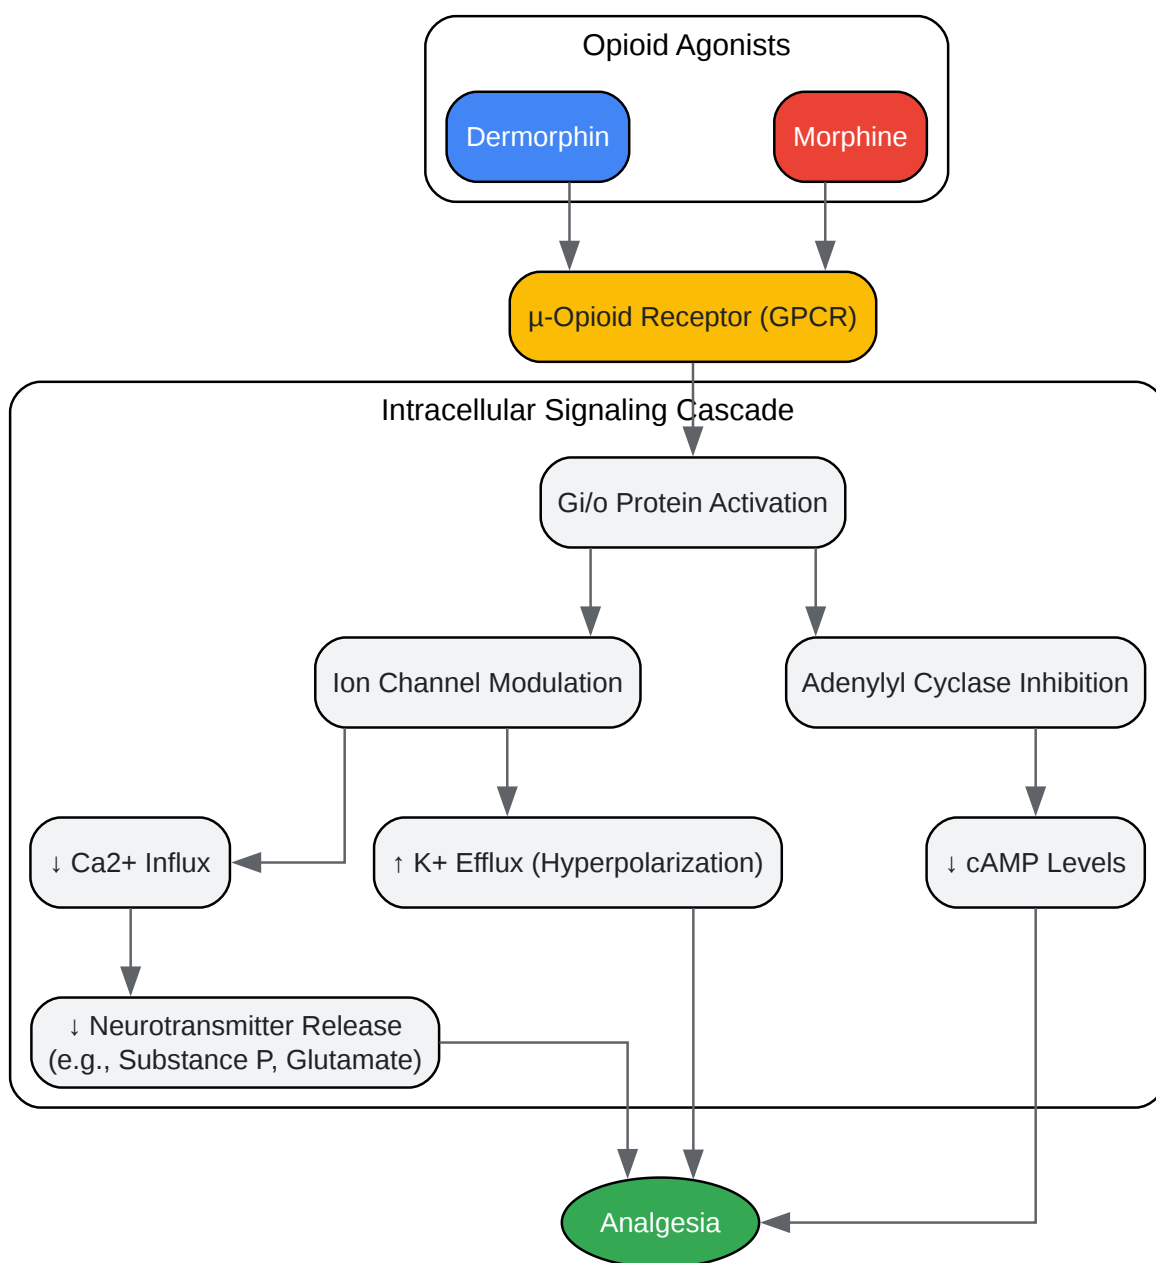 Opioid Agonists
Dermorphin
Morphine
µ-Opioid Receptor (GPCR)
Intracellular Signaling Cascade
Gi/o Protein Activation
Ion Channel Modulation
Adenylyl Cyclase Inhibition
↓ Ca2+ Influx
↑ K+ Efflux (Hyperpolarization)
↓ cAMP Levels
↓ Neurotransmitter Release
(e.g., Substance P, Glutamate)
Analgesia